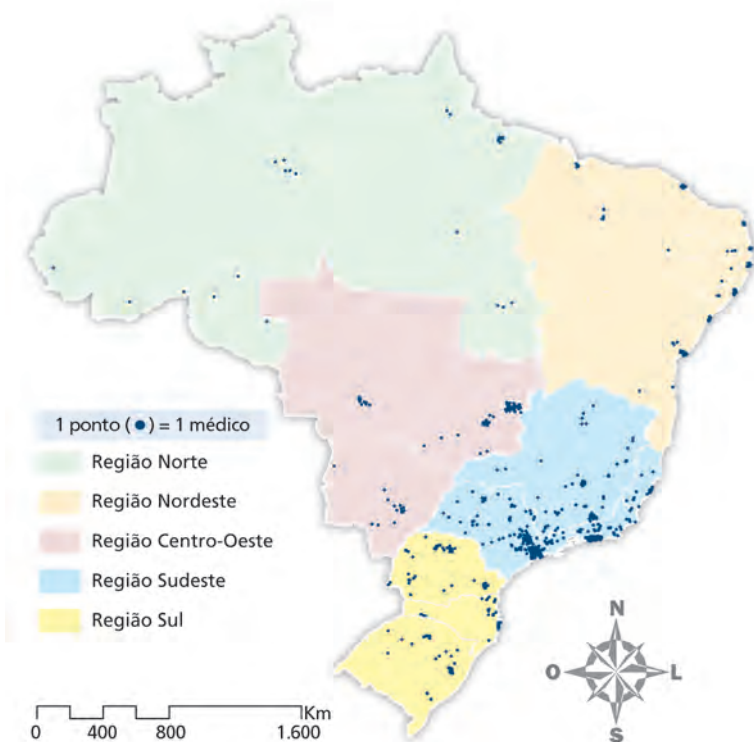 1 ponto (•) = 1 médico
Região Norte
Região Nordeste
Região Centro-Oeste
Região Sudeste
Região Sul
Km
0 400 800 1.600
N
O L
S